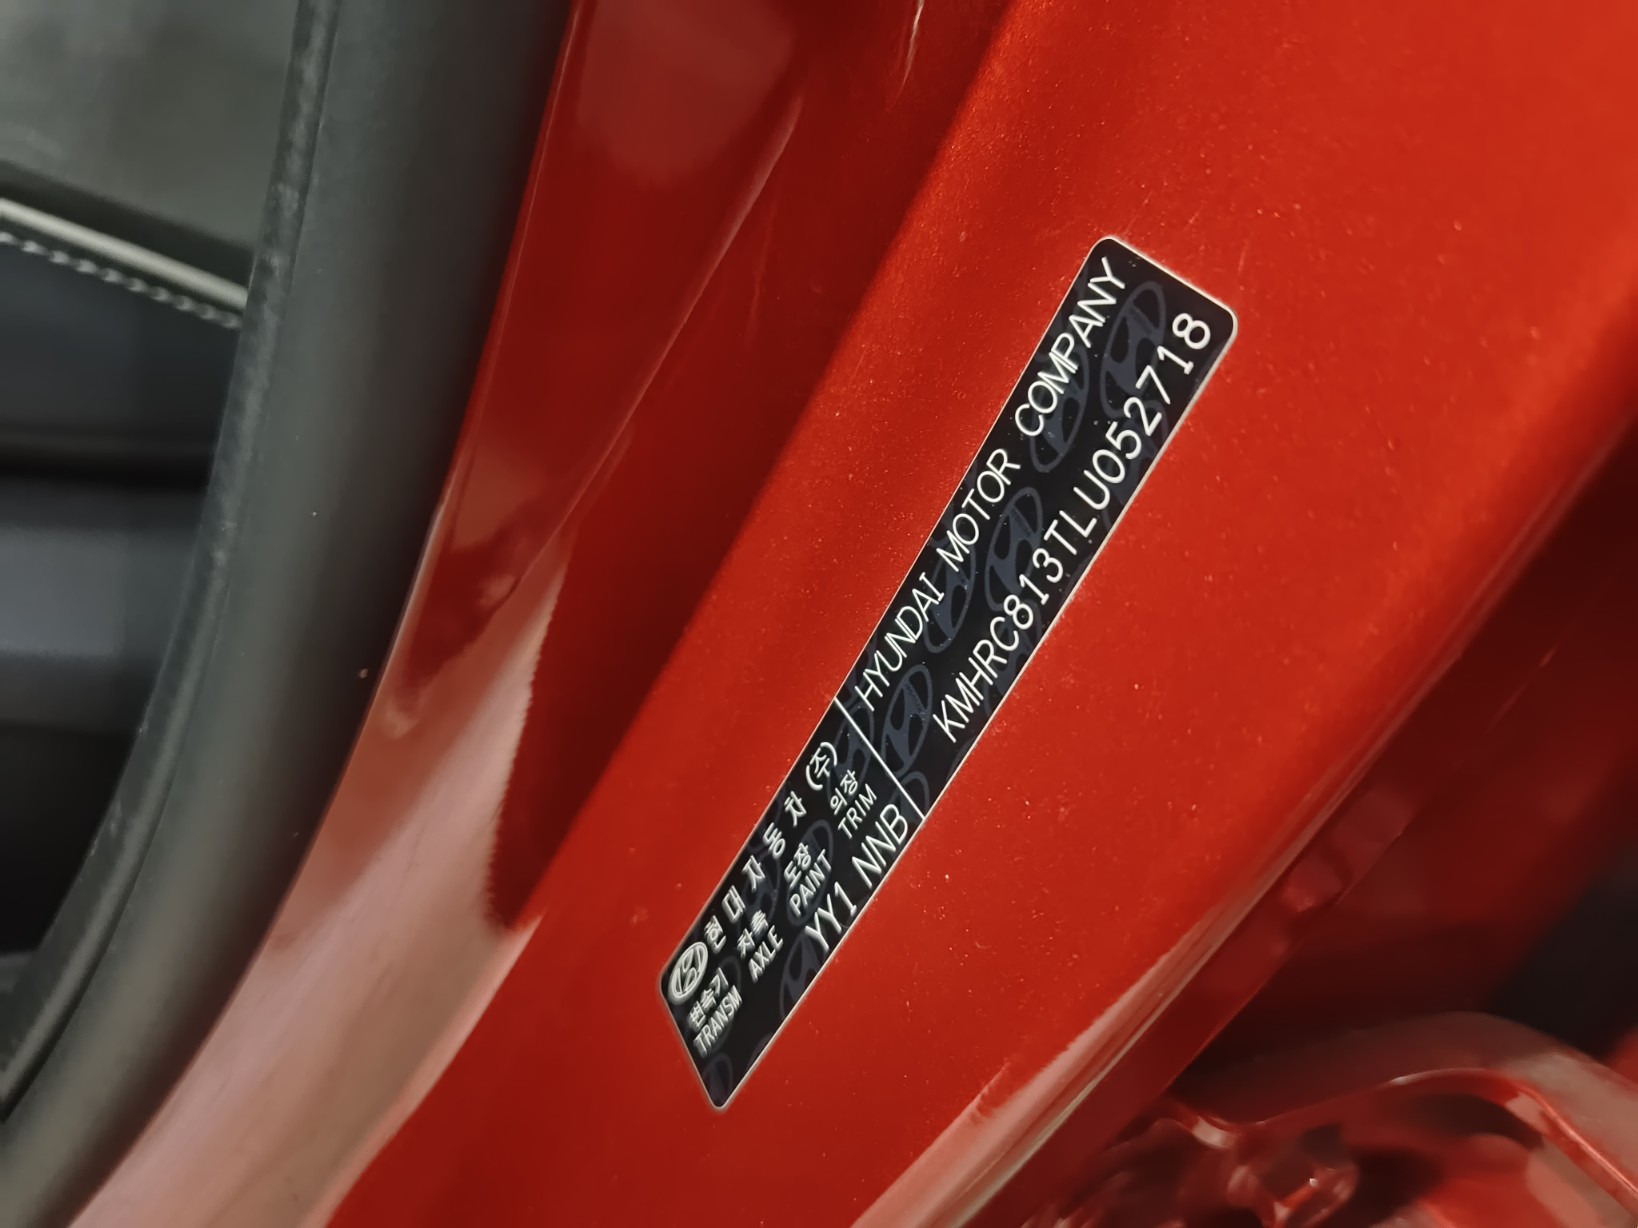 현대자동차(주)
HYUNDAI MOTOR COMPANY
변속기 차축 도장 의장
TRANSM AXLE PAINT TRIM
YY1 NNB
KMHRC813TLU052718